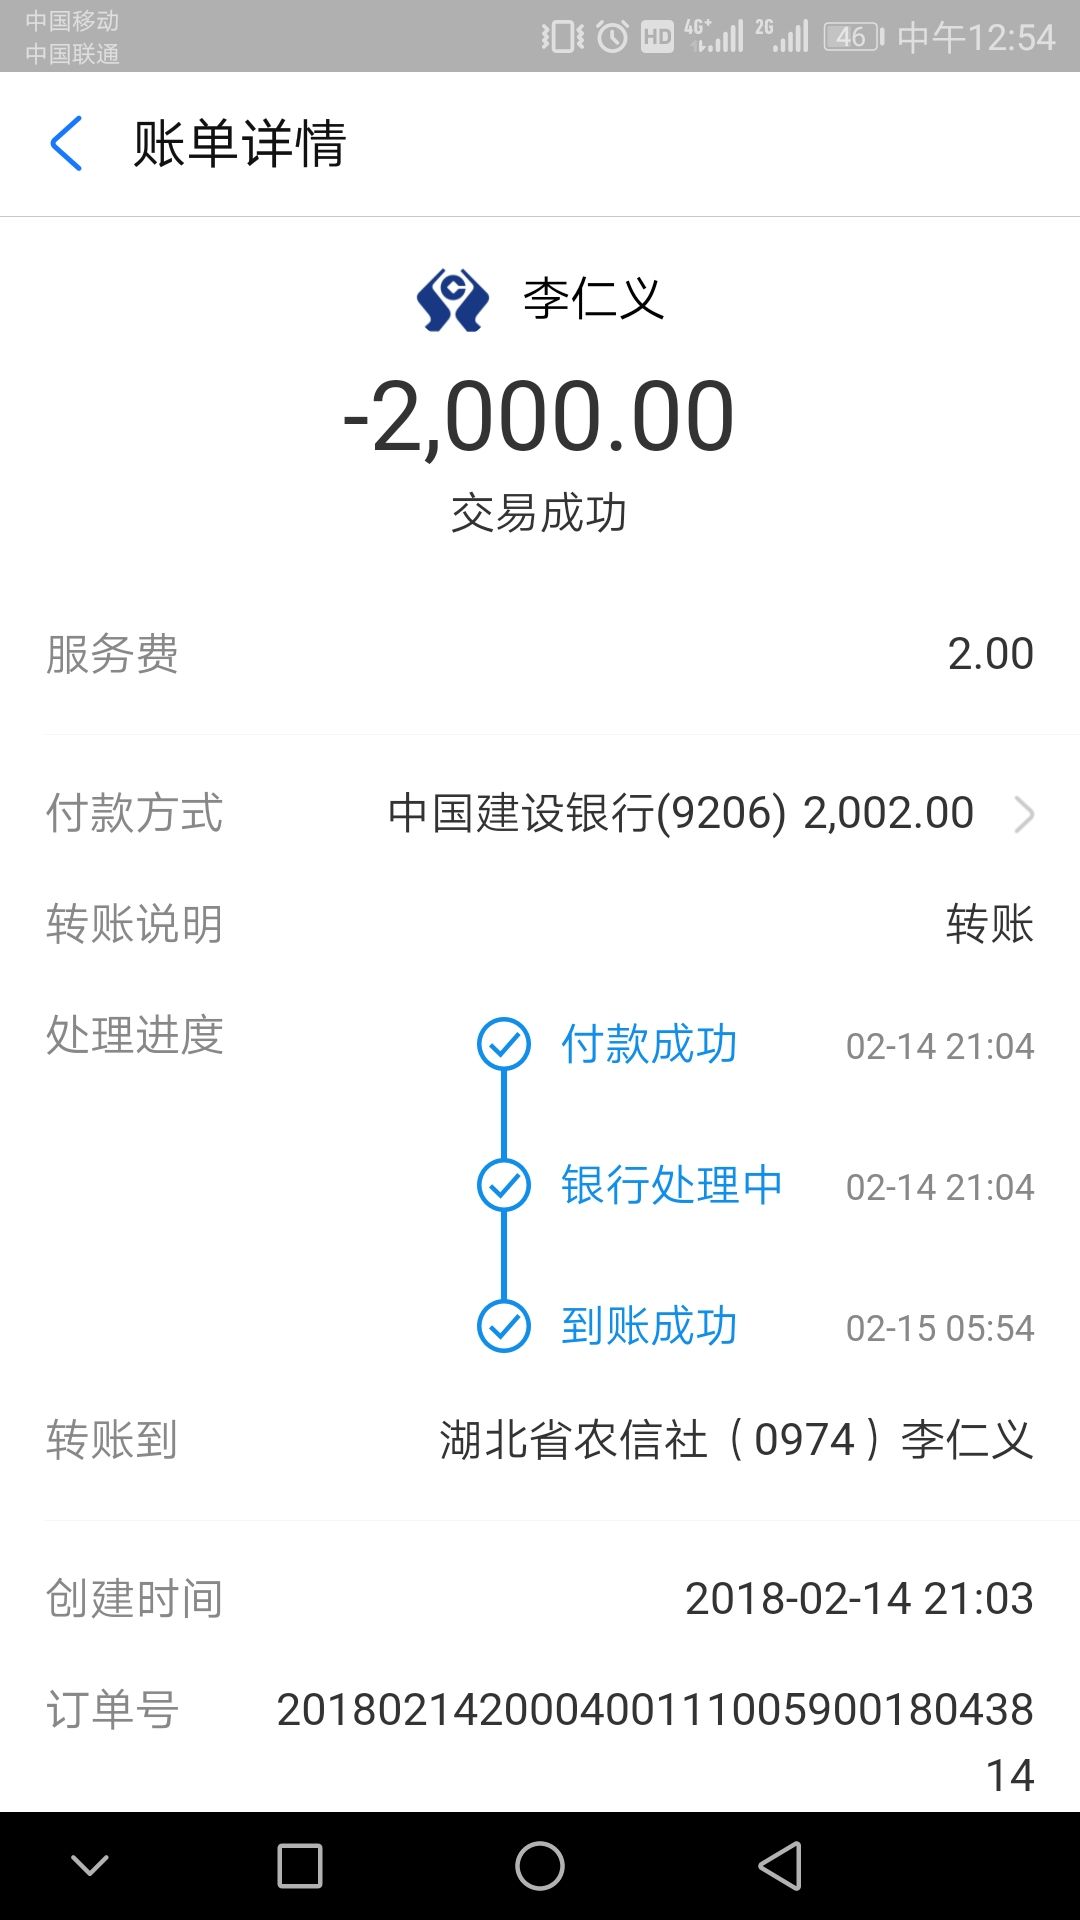 中国移动
中国联通
HD 4G+ 2G 46 中午12:54
账单详情
李仁义
-2,000.00
交易成功
服务费 2.00
付款方式 中国建设银行(9206) 2,002.00
转账说明 转账
处理进度 付款成功 02-14 21:04
银行处理中 02-14 21:04
到账成功 02-15 05:54
转账到 湖北省农信社（0974）李仁义
创建时间 2018-02-14 21:03
订单号 201802142000400111005900180438
14